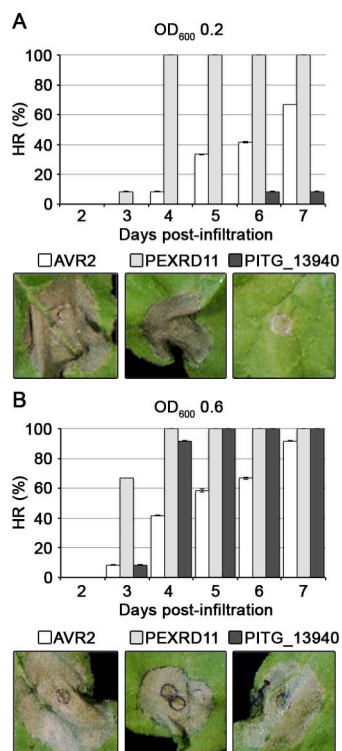 A
OD600 0.2
HR (%)
100
80
60
40
20
0
2 3 4 5 6 7
Days post-infiltration
AVR2 PEXRD11 PITG_13940
B
OD600 0.6
HR (%)
100
80
60
40
20
0
2 3 4 5 6 7
Days post-infiltration
AVR2 PEXRD11 PITG_13940